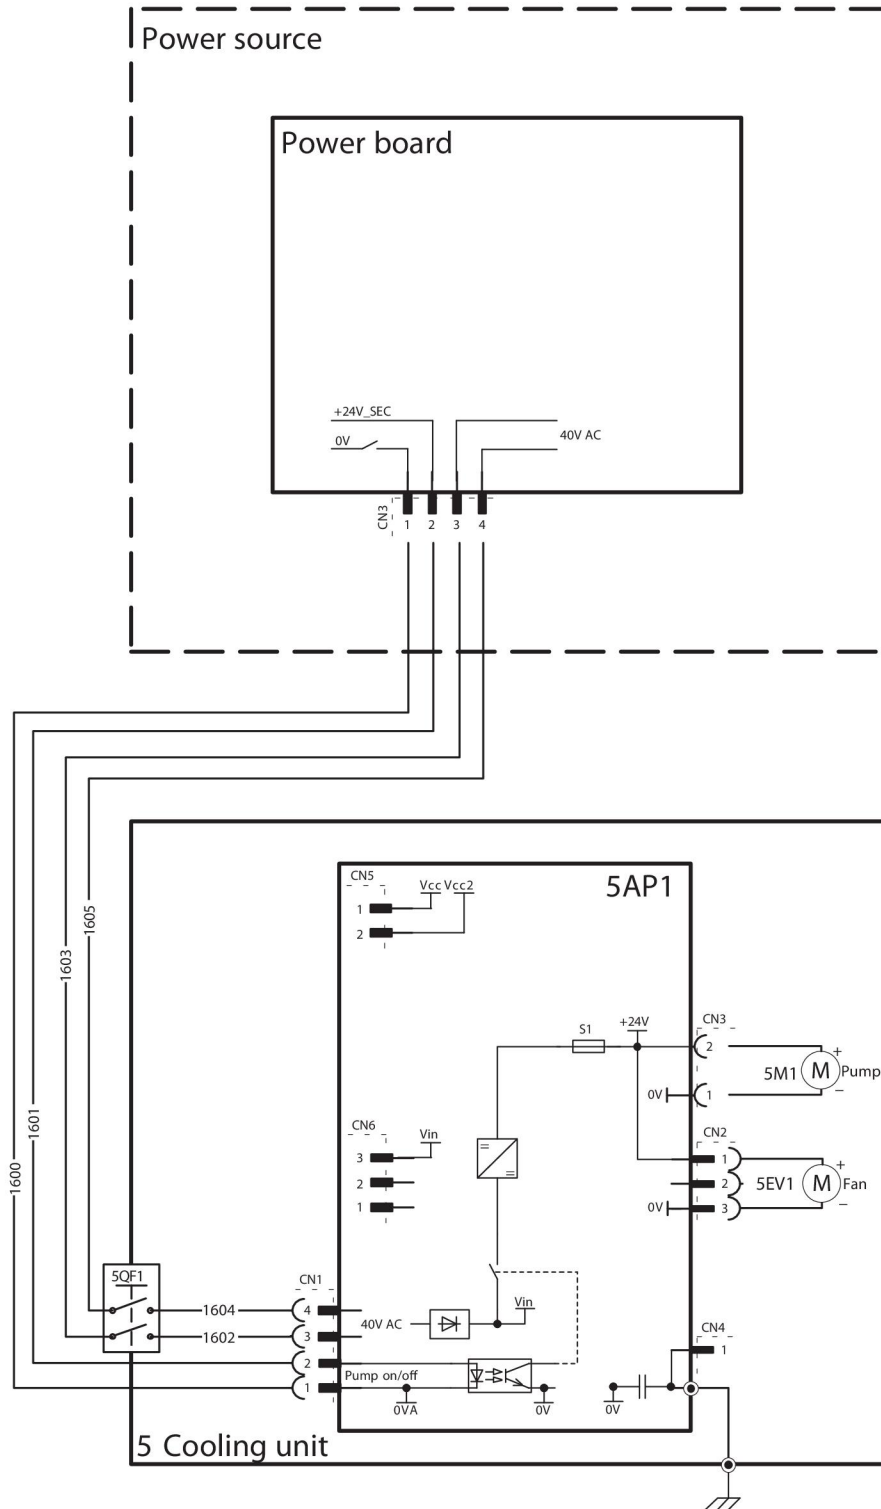 Power source
Power board
+24V_SEC
0V
40V AC
CN3
1 2 3 4
5AP1
CN5
Vcc Vcc2
1
2
1605
1603
1601
1600
S1
+24V
CN3
2
5M1 M Pump
+
−
0V
1
CN6
Vin
3
2
1
=
=
CN2
1
2
0V
3
5EV1 M Fan
+
−
5QF1
CN1
1604
4
1602
3
2
1
40V AC
Vin
Pump on/off
0VA
0V
0V
CN4
1
5 Cooling unit